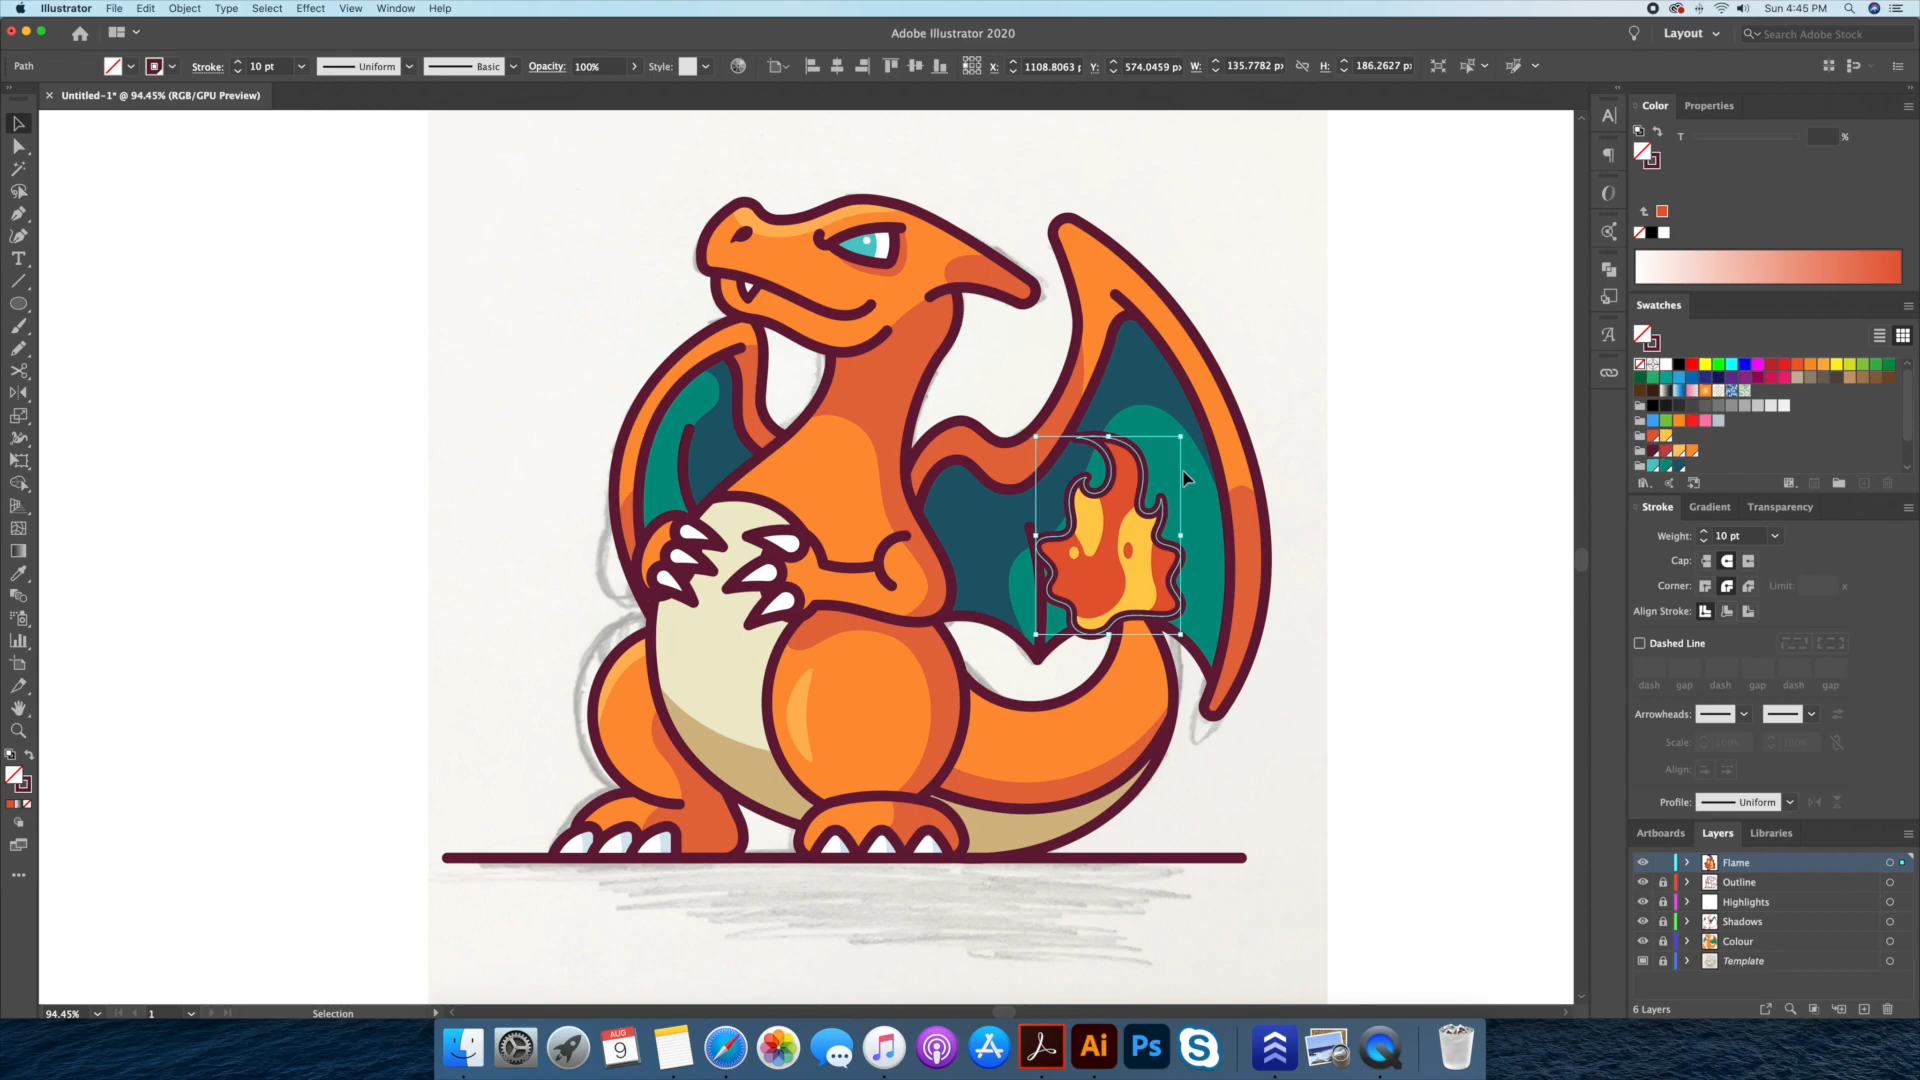 Illustrator File Edit Object Type Select Effect View Window Help Sun 4:45 PM
Adobe Illustrator 2020 Layout Search Adobe Stock
Path Stroke: 10 pt Uniform Basic Opacity: 100% Style: X: 1108.8063 p Y: 574.0459 px W: 135.7782 p H: 186.2627 p
Untitled-1* @ 94.45% (RGB/GPU Preview)
Color Properties
T %
Swatches
Stroke Gradient Transparency
Weight: 10 pt
Cap:
Corner: Limit: x
Align Stroke:
Dashed Line
dash gap dash gap dash gap
Arrowheads:
Scale: 100% 100%
Align:
Profile: Uniform
Artboards Layers Libraries
Flame
Outline
Highlights
Shadows
Colour
Template
94.45% 1 Selection 6 Layers
AUG
9
Ai Ps